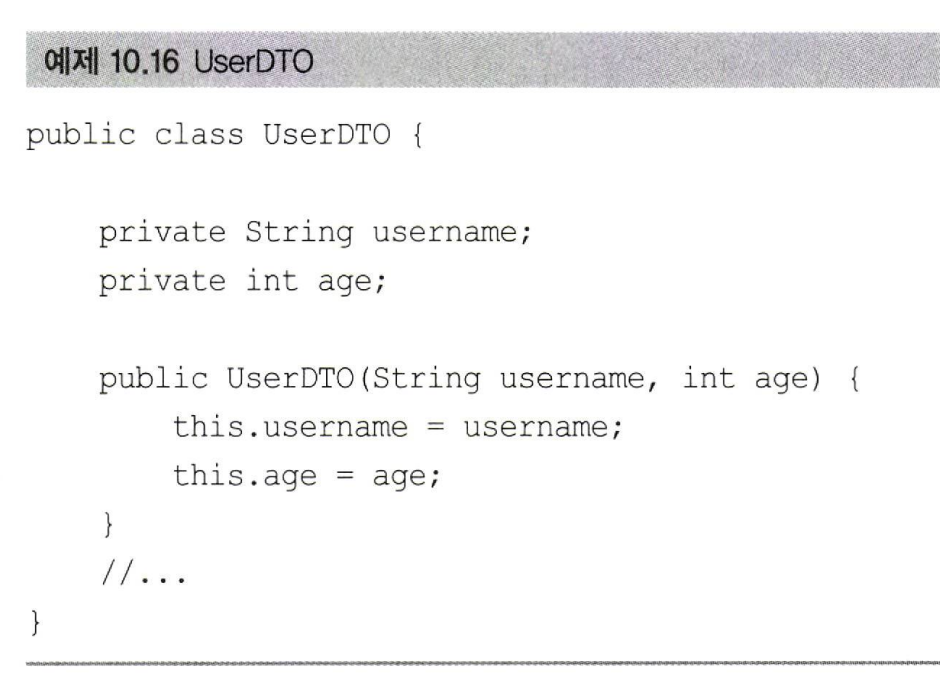 예제 10.16 UserDTO
public class UserDTO {
private String username;
private int age;
public UserDTO(String username, int age) {
this.username = username;
this.age = age;
}
//...
}